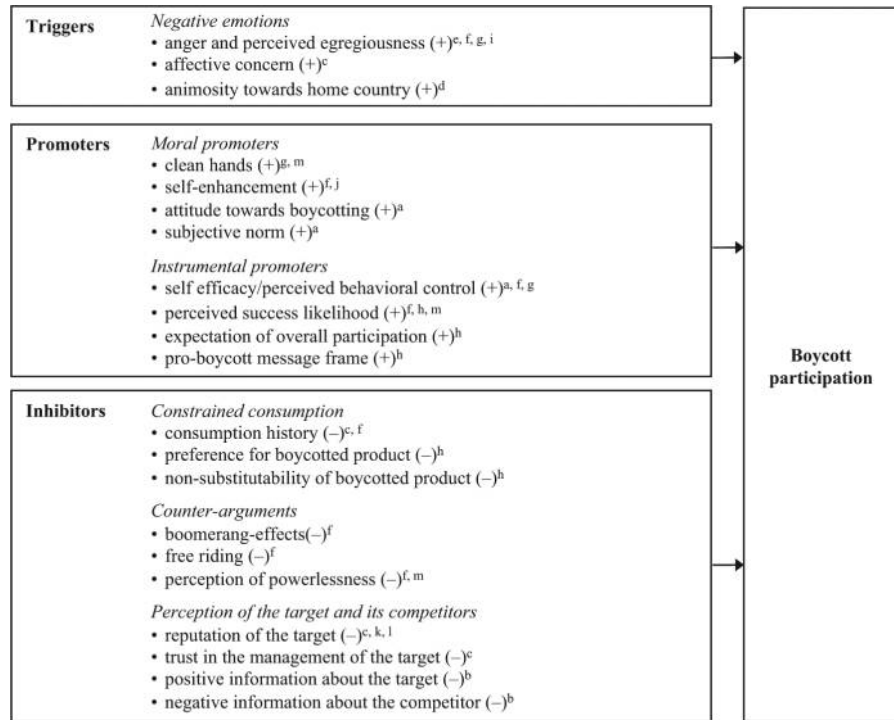 Triggers
Negative emotions
• anger and perceived egregiousness (+)e, f, g, i
• affective concern (+)c
• animosity towards home country (+)d
Promoters
Moral promoters
• clean hands (+)g, m
• self-enhancement (+)f, j
• attitude towards boycotting (+)a
• subjective norm (+)a
Instrumental promoters
• self efficacy/perceived behavioral control (+)a, f, g
• perceived success likelihood (+)f, h, m
• expectation of overall participation (+)h
• pro-boycott message frame (+)h
Inhibitors
Constrained consumption
• consumption history (–)c, f
• preference for boycotted product (–)h
• non-substitutability of boycotted product (–)h
Counter-arguments
• boomerang-effects(–)f
• free riding (–)f
• perception of powerlessness (–)f, m
Perception of the target and its competitors
• reputation of the target (–)c, k, l
• trust in the management of the target (–)c
• positive information about the target (–)b
• negative information about the competitor (–)b
Boycott
participation